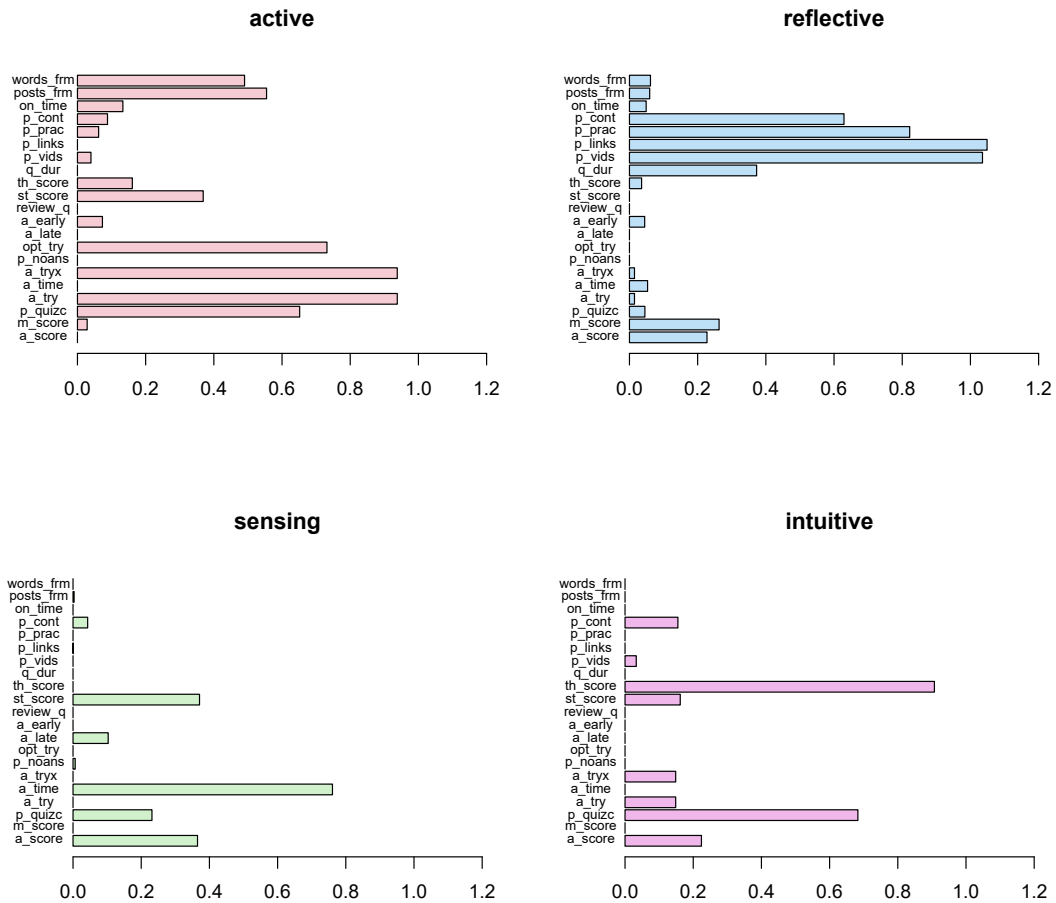 active
words_frm
posts_frm
on_time
p_cont
p_prac
p_links
p_vids
q_dur
th_score
st_score
review_q
a_early
a_late
opt_try
p_noans
a_tryx
a_time
a_try
p_quizc
m_score
a_score
0.0 0.2 0.4 0.6 0.8 1.0 1.2
reflective
words_frm
posts_frm
on_time
p_cont
p_prac
p_links
p_vids
q_dur
th_score
st_score
review_q
a_early
a_late
opt_try
p_noans
a_tryx
a_time
a_try
p_quizc
m_score
a_score
0.0 0.2 0.4 0.6 0.8 1.0 1.2
sensing
words_frm
posts_frm
on_time
p_cont
p_prac
p_links
p_vids
q_dur
th_score
st_score
review_q
a_early
a_late
opt_try
p_noans
a_tryx
a_time
a_try
p_quizc
m_score
a_score
0.0 0.2 0.4 0.6 0.8 1.0 1.2
intuitive
words_frm
posts_frm
on_time
p_cont
p_prac
p_links
p_vids
q_dur
th_score
st_score
review_q
a_early
a_late
opt_try
p_noans
a_tryx
a_time
a_try
p_quizc
m_score
a_score
0.0 0.2 0.4 0.6 0.8 1.0 1.2